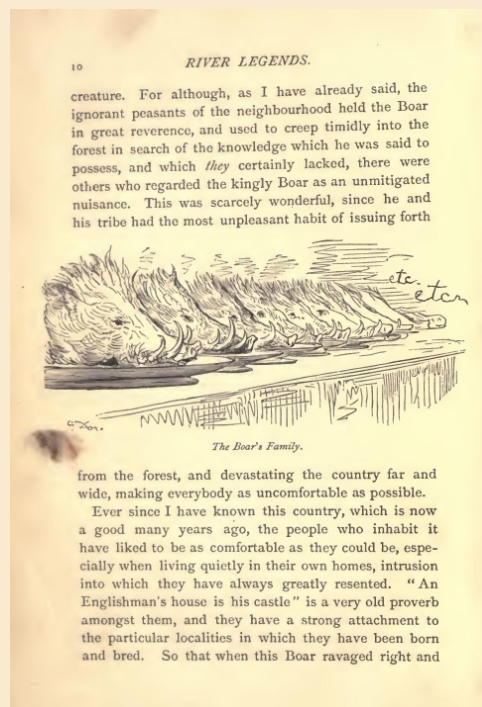 10
RIVER LEGENDS.
creature. For although, as I have already said, the
ignorant peasants of the neighbourhood held the Boar
in great reverence, and used to creep timidly into the
forest in search of the knowledge which he was said to
possess, and which they certainly lacked, there were
others who regarded the kingly Boar as an unmitigated
nuisance. This was scarcely wonderful, since he and
his tribe had the most unpleasant habit of issuing forth
etc.
etc.
The Boar's Family.
from the forest, and devastating the country far and
wide, making everybody as uncomfortable as possible.
Ever since I have known this country, which is now
a good many years ago, the people who inhabit it
have liked to be as comfortable as they could be, espe-
cially when living quietly in their own homes, intrusion
into which they have always greatly resented. "An
Englishman's house is his castle" is a very old proverb
amongst them, and they have a strong attachment to
the particular localities in which they have been born
and bred. So that when this Boar ravaged right and